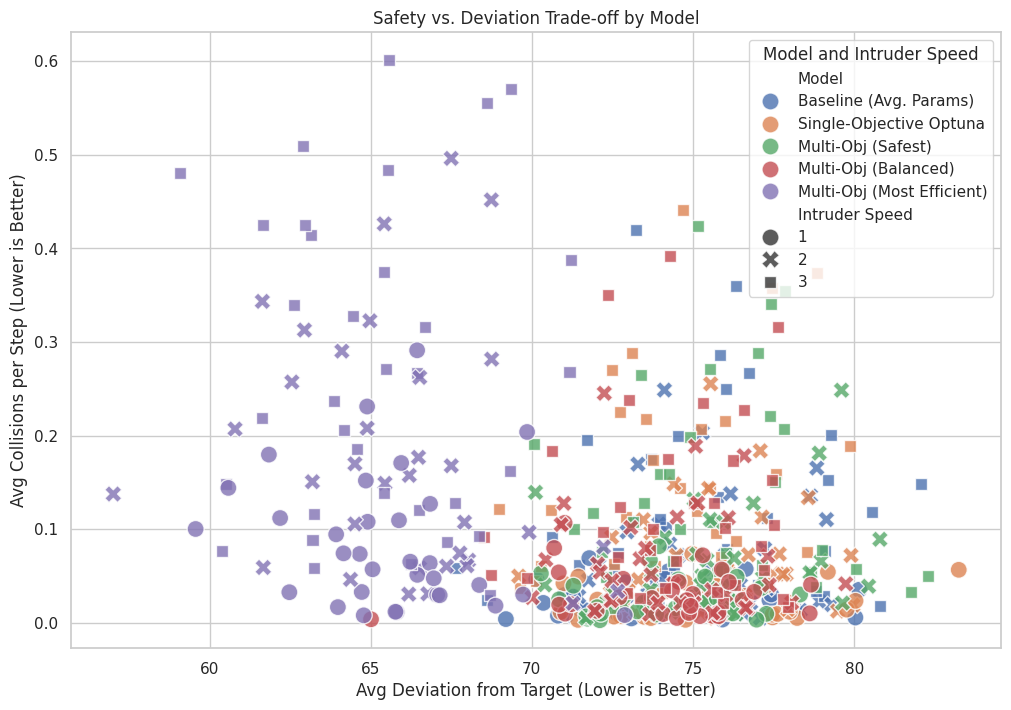 Safety vs. Deviation Trade-off by Model
Avg Collisions per Step (Lower is Better)
0.6
0.5
0.4
0.3
0.2
0.1
0.0
Model and Intruder Speed
Model
Baseline (Avg. Params)
Single-Objective Optuna
Multi-Obj (Safest)
Multi-Obj (Balanced)
Multi-Obj (Most Efficient)
Intruder Speed
1
2
3
60 65 70 75 80
Avg Deviation from Target (Lower is Better)